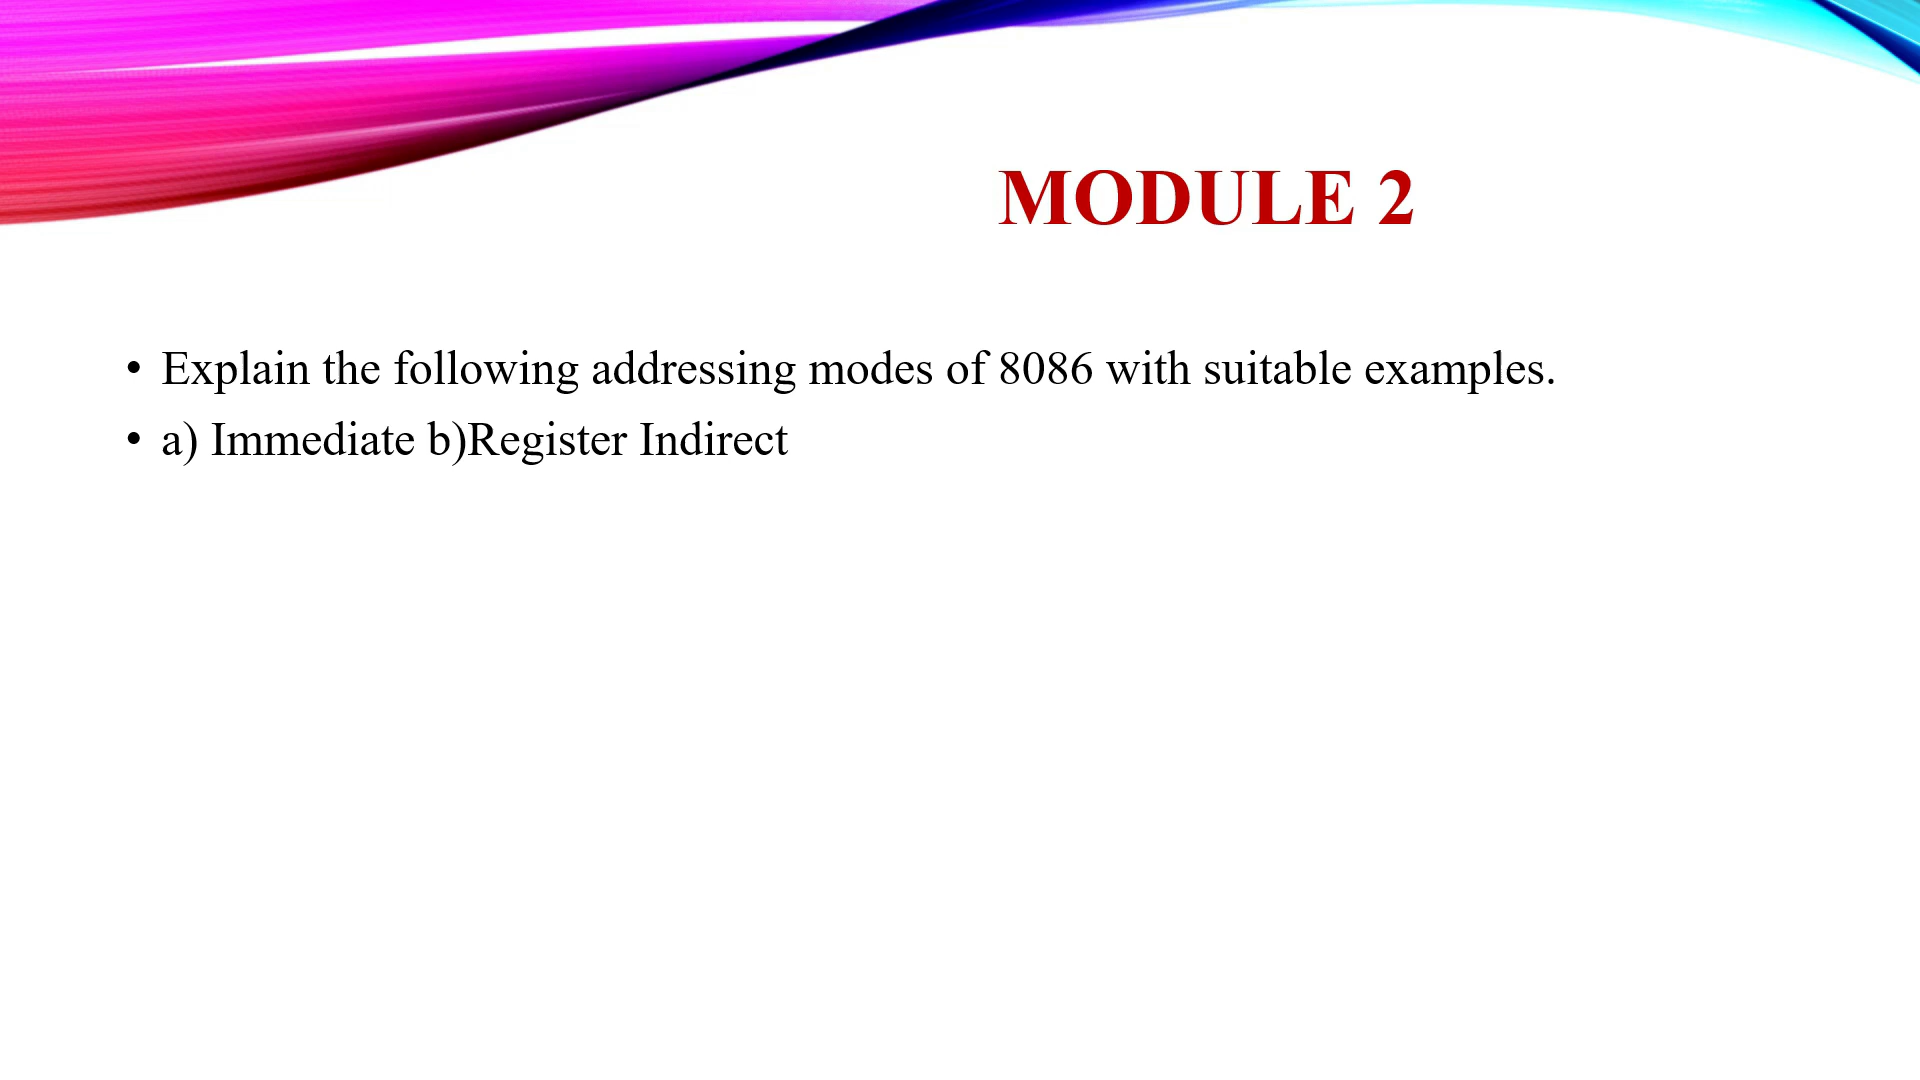 MODULE 2
• Explain the following addressing modes of 8086 with suitable examples.
• a) Immediate b)Register Indirect